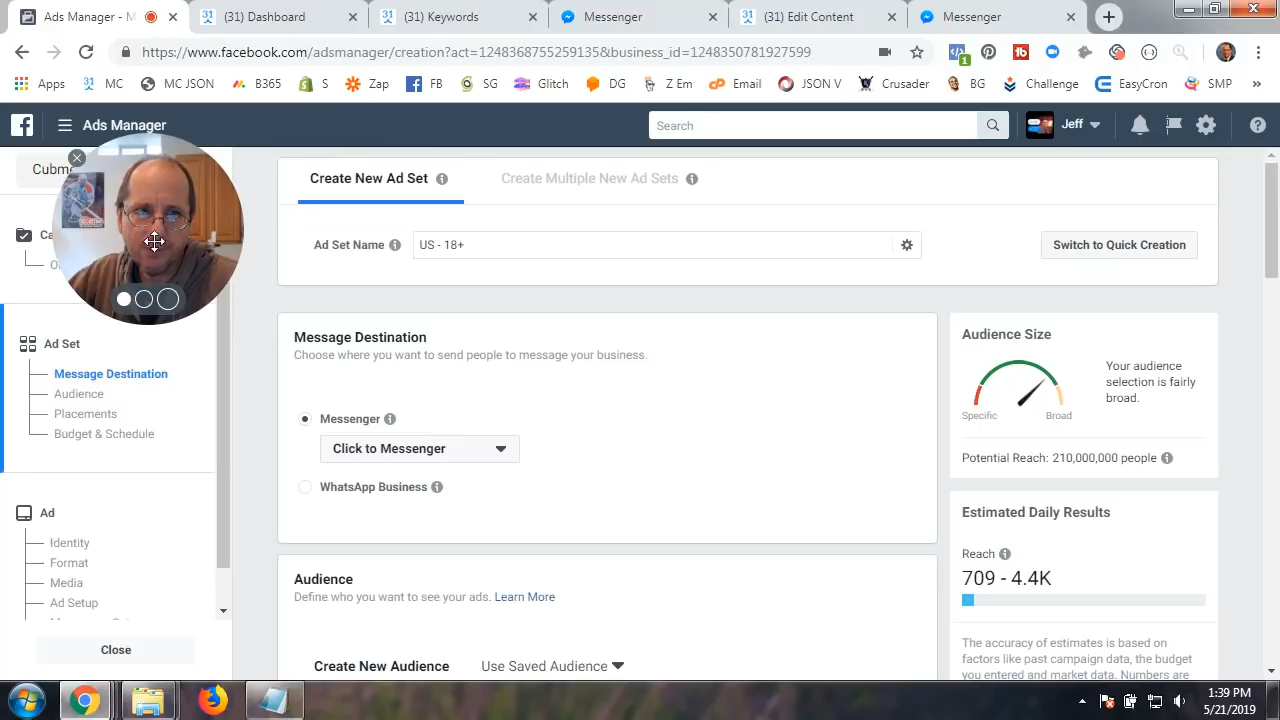 Ads Manager - M
(31) Dashboard
(31) Keywords
Messenger
(31) Edit Content
Messenger
https://www.facebook.com/adsmanager/creation?act=1248368755259135&business_id=1248350781927599
1
Apps
MC
MC JSON
B365
S
Zap
FB
SG
Glitch
DG
Z Em
Email
JSON V
Crusader
BG
Challenge
EasyCron
SMP
»
Ads Manager
Search
Jeff
Cubm
Create New Ad Set
Create Multiple New Ad Sets
Ad Set Name
US - 18+
Switch to Quick Creation
Ca
O
Ad Set
Message Destination
Audience
Placements
Budget & Schedule
Ad
Identity
Format
Media
Ad Setup
Close
Message Destination
Choose where you want to send people to message your business.
Messenger
Click to Messenger
WhatsApp Business
Audience
Define who you want to see your ads. Learn More
Create New Audience
Use Saved Audience
Audience Size
Specific
Broad
Your audience
selection is fairly
broad.
Potential Reach: 210,000,000 people
Estimated Daily Results
Reach
709 - 4.4K
The accuracy of estimates is based on
factors like past campaign data, the budget
you entered and market data. Numbers are
1:39 PM
5/21/2019